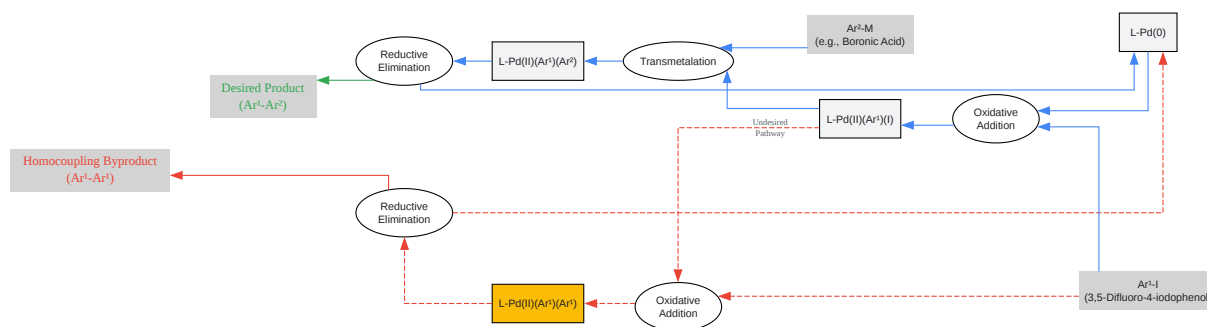 Ar²-M
(e.g., Boronic Acid)
L-Pd(0)
Reductive
Elimination
L-Pd(II)(Ar¹)(Ar²)
Transmetalation
Desired Product
(Ar¹-Ar²)
L-Pd(II)(Ar¹)(I)
Oxidative
Addition
Undesired
Pathway
Homocoupling Byproduct
(Ar¹-Ar¹)
Reductive
Elimination
L-Pd(II)(Ar¹)(Ar¹)
Oxidative
Addition
Ar¹-I
(3,5-Difluoro-4-iodophenol